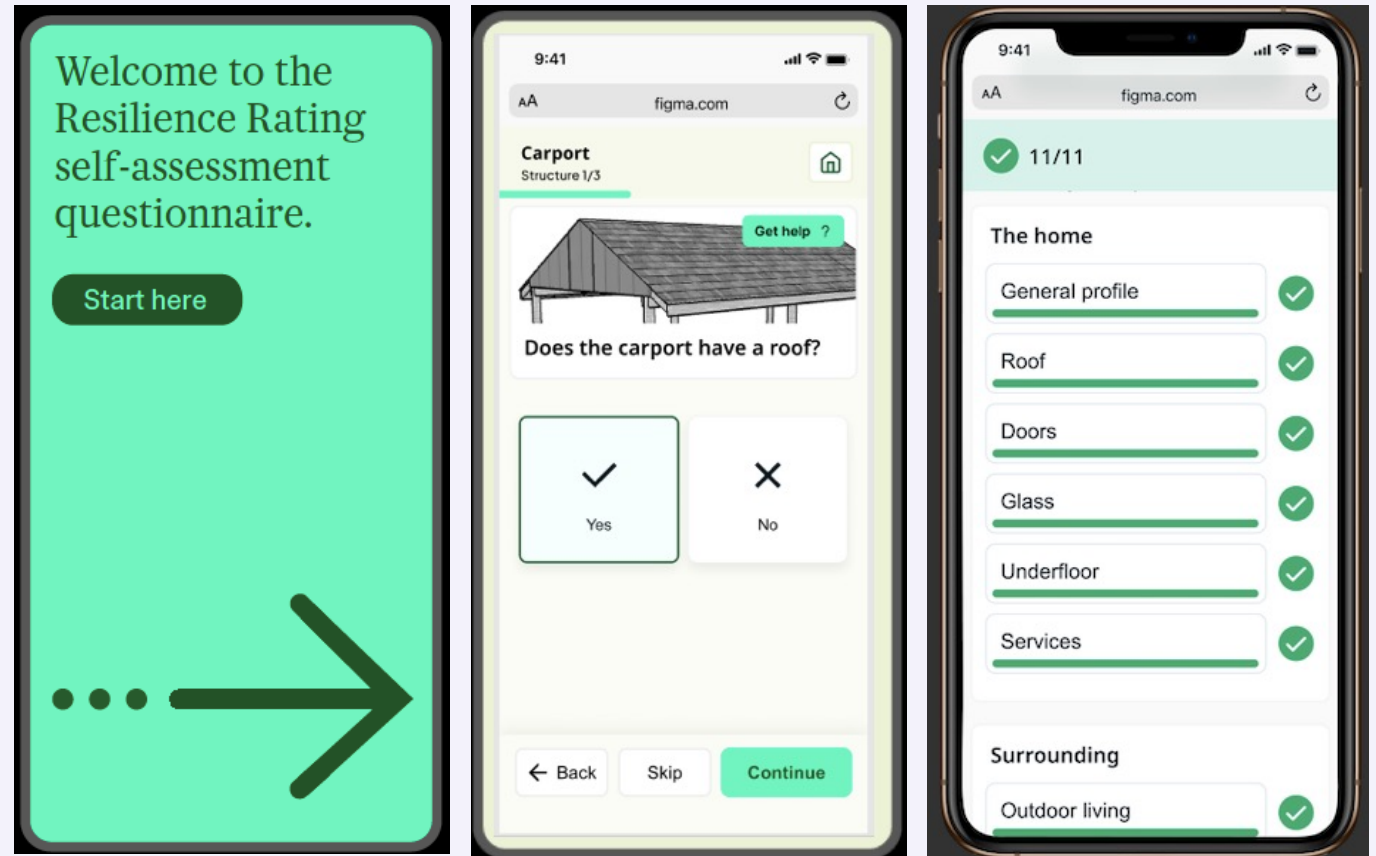 Welcome to the
Resilience Rating
self-assessment
questionnaire.
Start here
9:41
AA
figma.com
Carport
Structure 1/3
Get help ?
Does the carport have a roof?
Yes
No
Back
Skip
Continue
9:41
AA
figma.com
11/11
The home
General profile
Roof
Doors
Glass
Underfloor
Services
Surrounding
Outdoor living